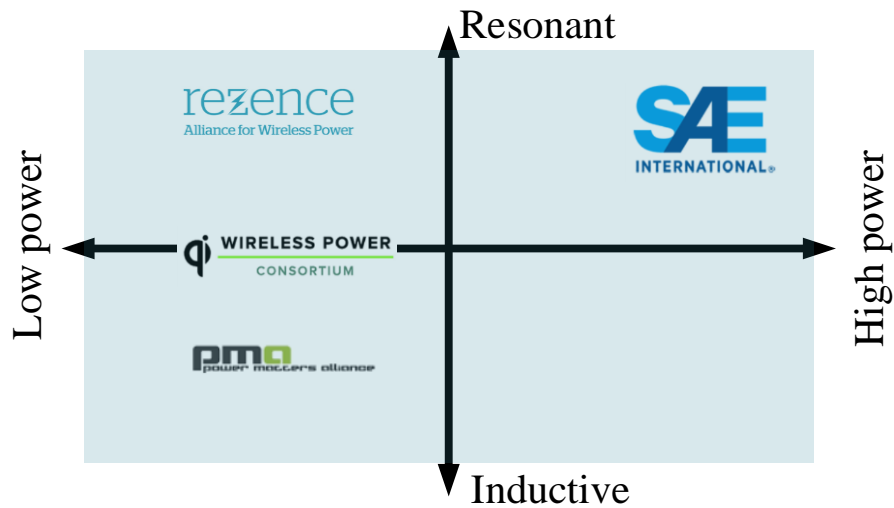 Resonant
rezence
Alliance for Wireless Power
SAE
INTERNATIONAL®
Low power
High power
qi WIRELESS POWER
CONSORTIUM
pma
power matters alliance
Inductive